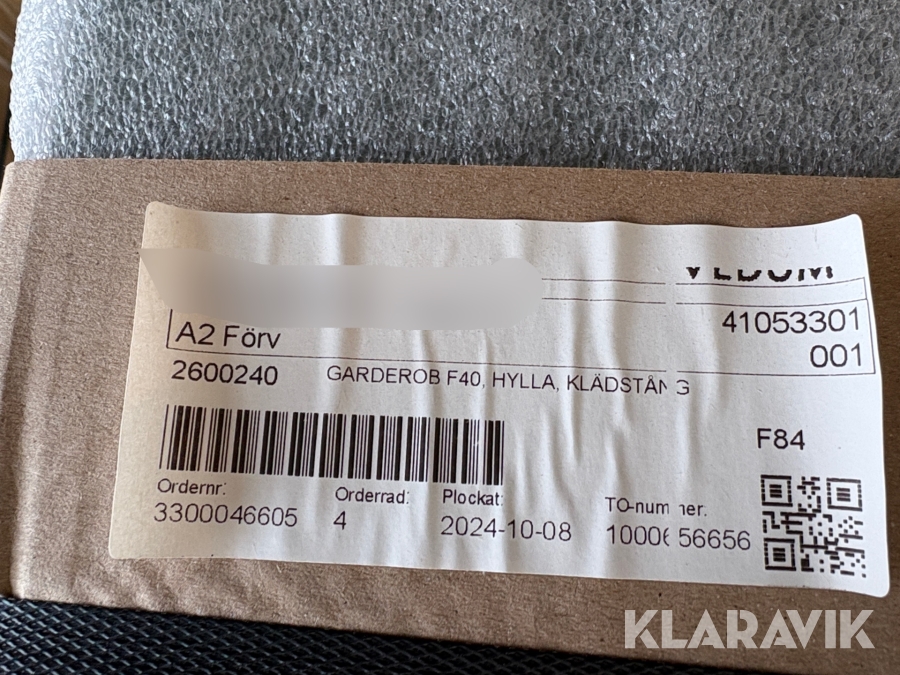 41053301
A2 Förv
001
2600240 GARDEROB F40, HYLLA, KLÄDSTÅNG
F84
Ordernr: Orderrad: Plockat: TO-nummer:
3300046605 4 2024-10-08 1000656656
KLARAVIK